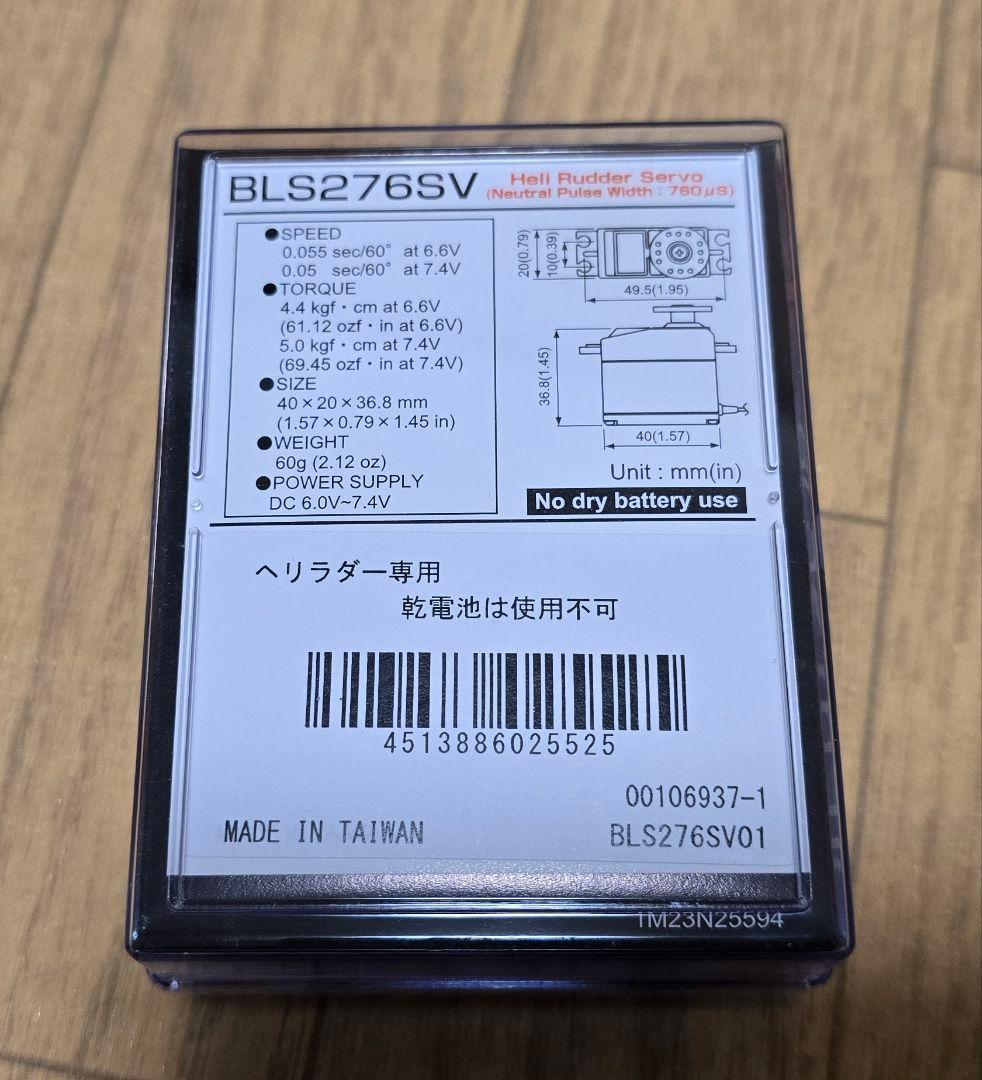 BLS276SV
Heli Rudder Servo
(Neutral Pulse Width : 760μS)
●SPEED
0.055 sec/60° at 6.6V
0.05 sec/60° at 7.4V
●TORQUE
4.4 kgf・cm at 6.6V
(61.12 ozf・in at 6.6V)
5.0 kgf・cm at 7.4V
(69.45 ozf・in at 7.4V)
●SIZE
40×20×36.8 mm
(1.57×0.79×1.45 in)
●WEIGHT
60g (2.12 oz)
●POWER SUPPLY
DC 6.0V~7.4V
20(0.79)
10(0.39)
49.5(1.95)
36.8(1.45)
40(1.57)
Unit : mm(in)
No dry battery use
ヘリラダー専用
乾電池は使用不可
4513886025525
00106937-1
MADE IN TAIWAN
BLS276SV01
1M23N25594